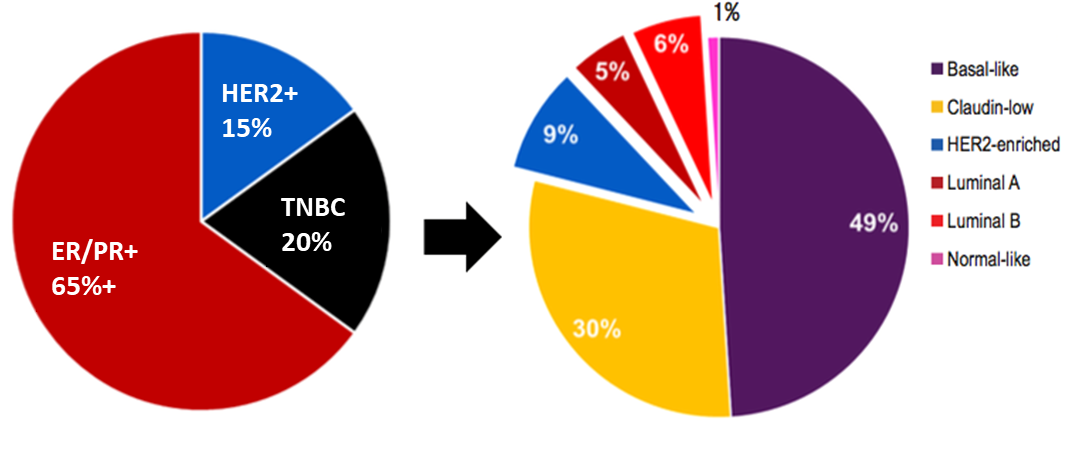 HER2+
15%
TNBC
20%
ER/PR+
65%+
1%
6%
5%
9%
49%
30%
Basal-like
Claudin-low
HER2-enriched
Luminal A
Luminal B
Normal-like